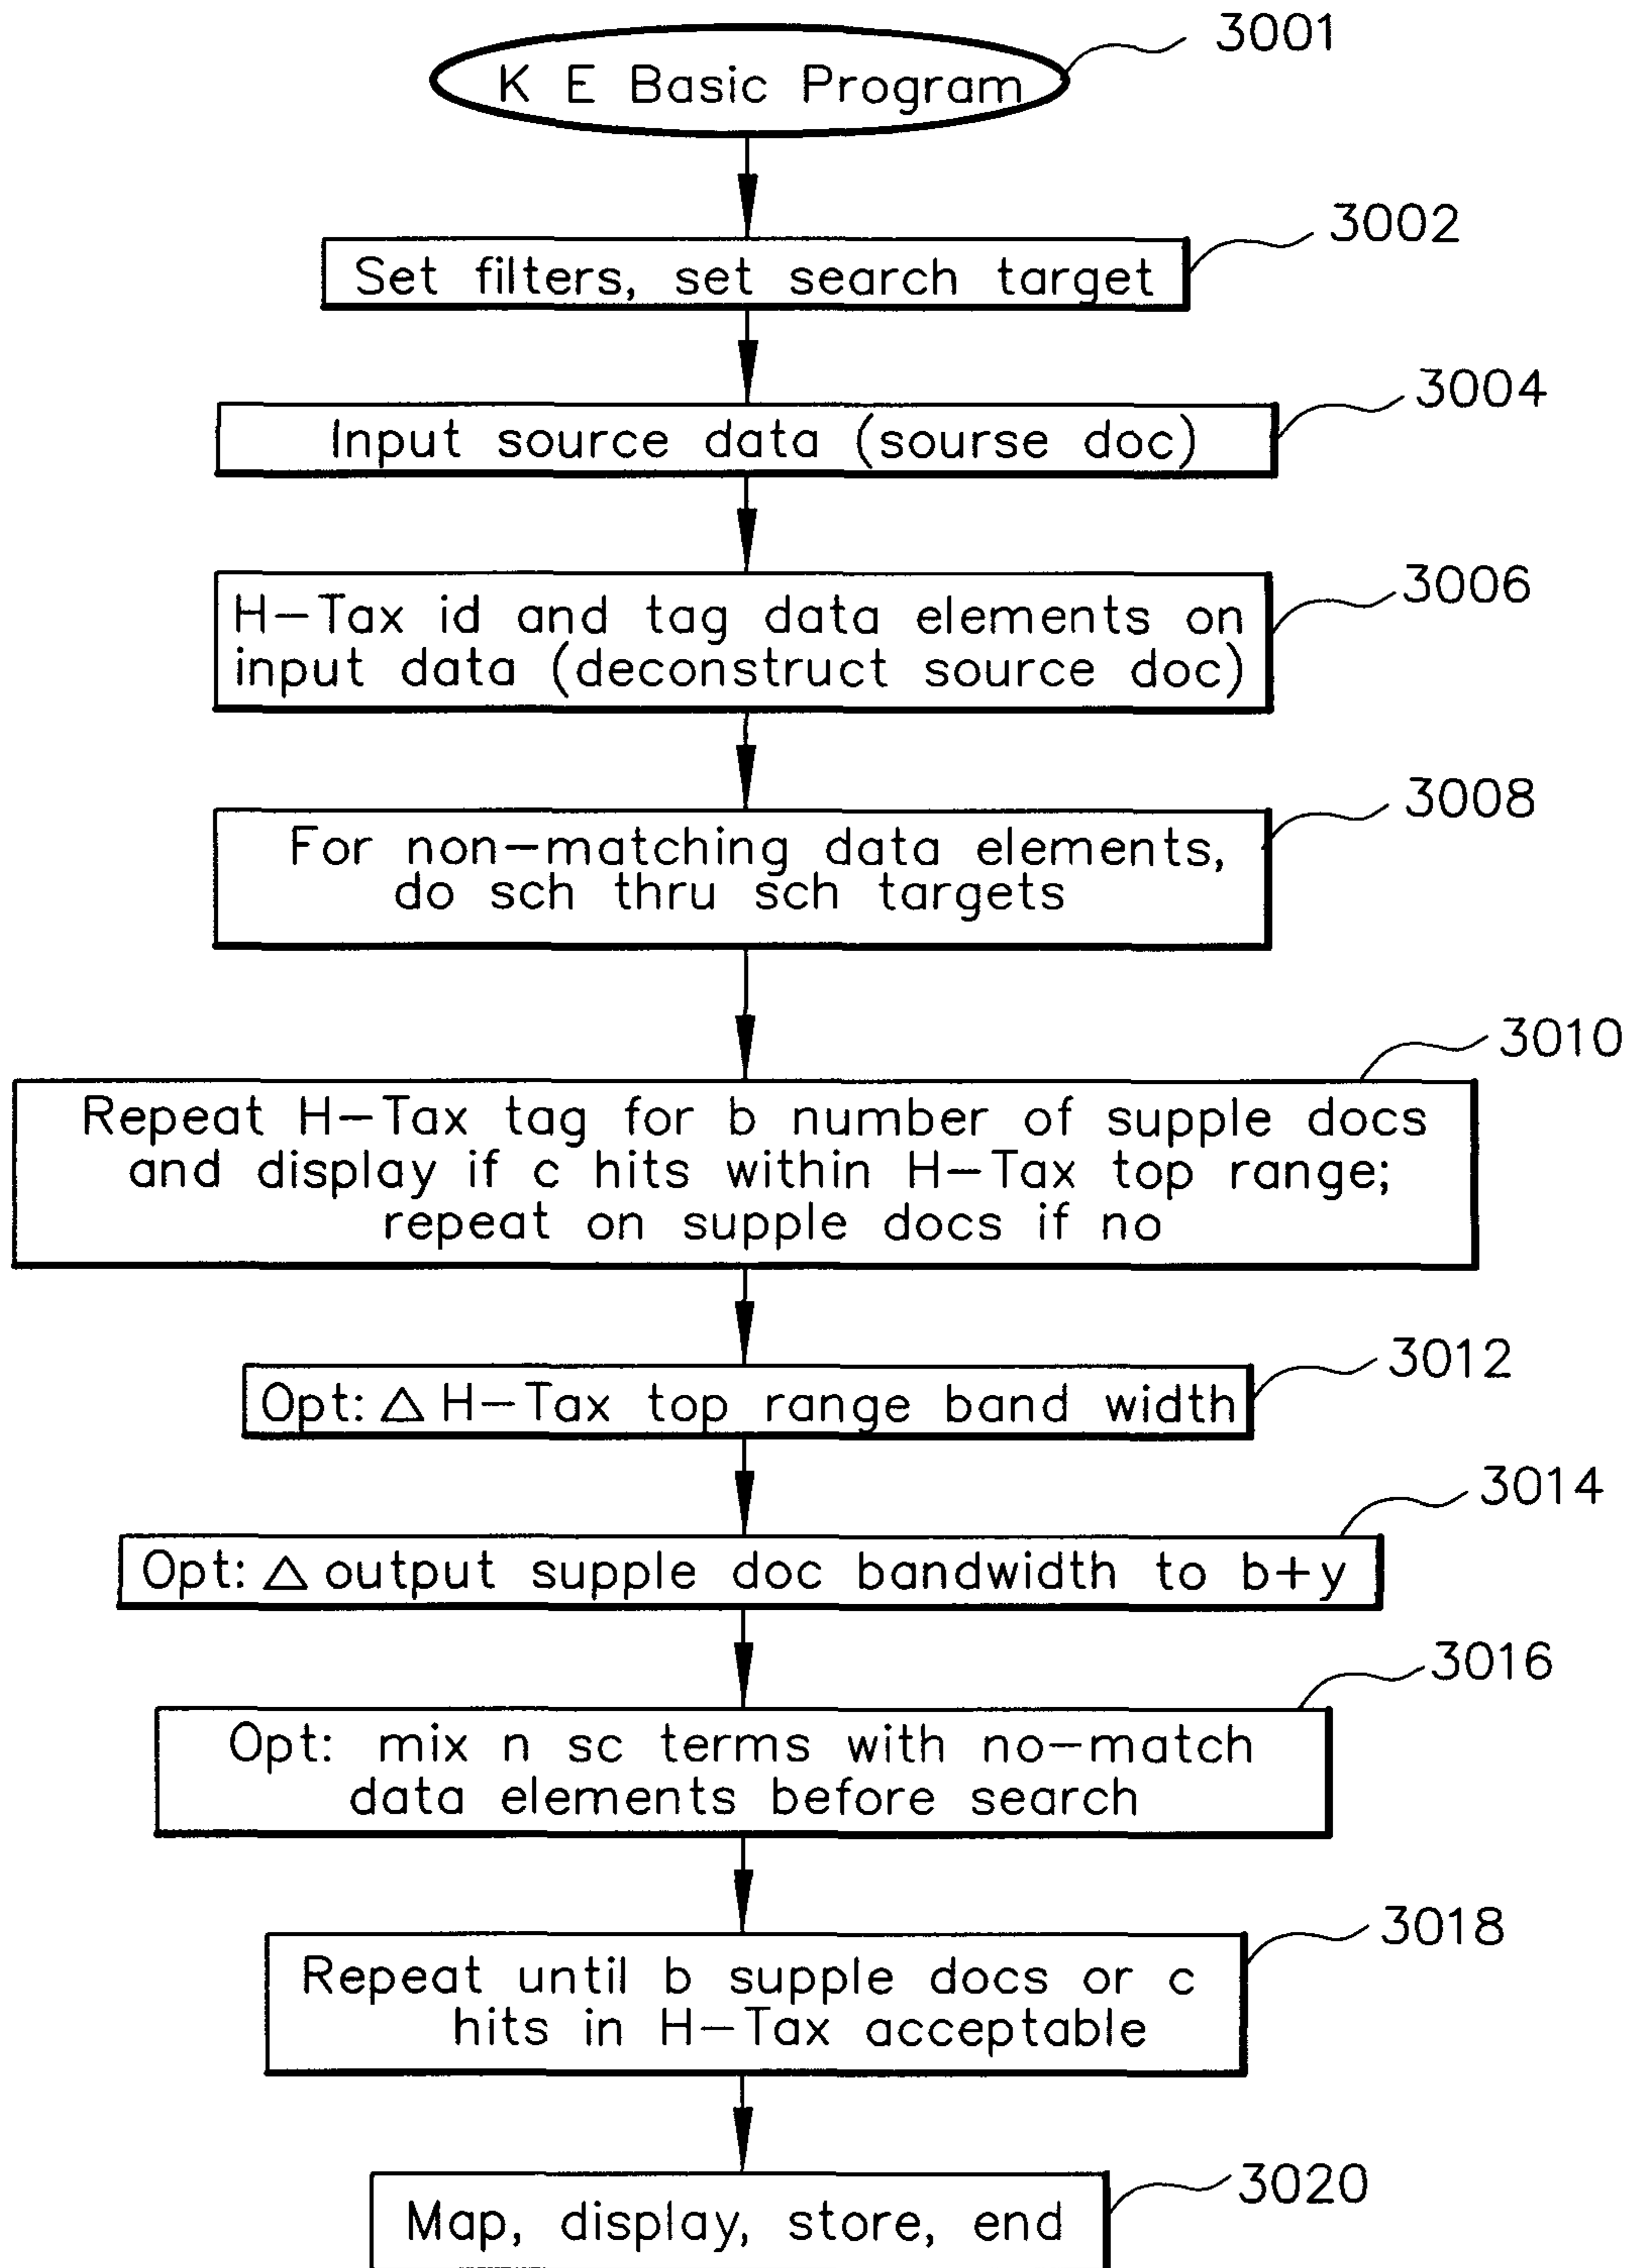 3001
K E Basic Program
3002
Set filters, set search target
3004
Input source data (sourse doc)
3006
H-Tax id and tag data elements on
input data (deconstruct source doc)
3008
For non-matching data elements,
do sch thru sch targets
3010
Repeat H-Tax tag for b number of supple docs
and display if c hits within H-Tax top range;
repeat on supple docs if no
3012
Opt: △ H-Tax top range band width
3014
Opt: △ output supple doc bandwidth to b+y
3016
Opt: mix n sc terms with no-match
data elements before search
3018
Repeat until b supple docs or c
hits in H-Tax acceptable
3020
Map, display, store, end